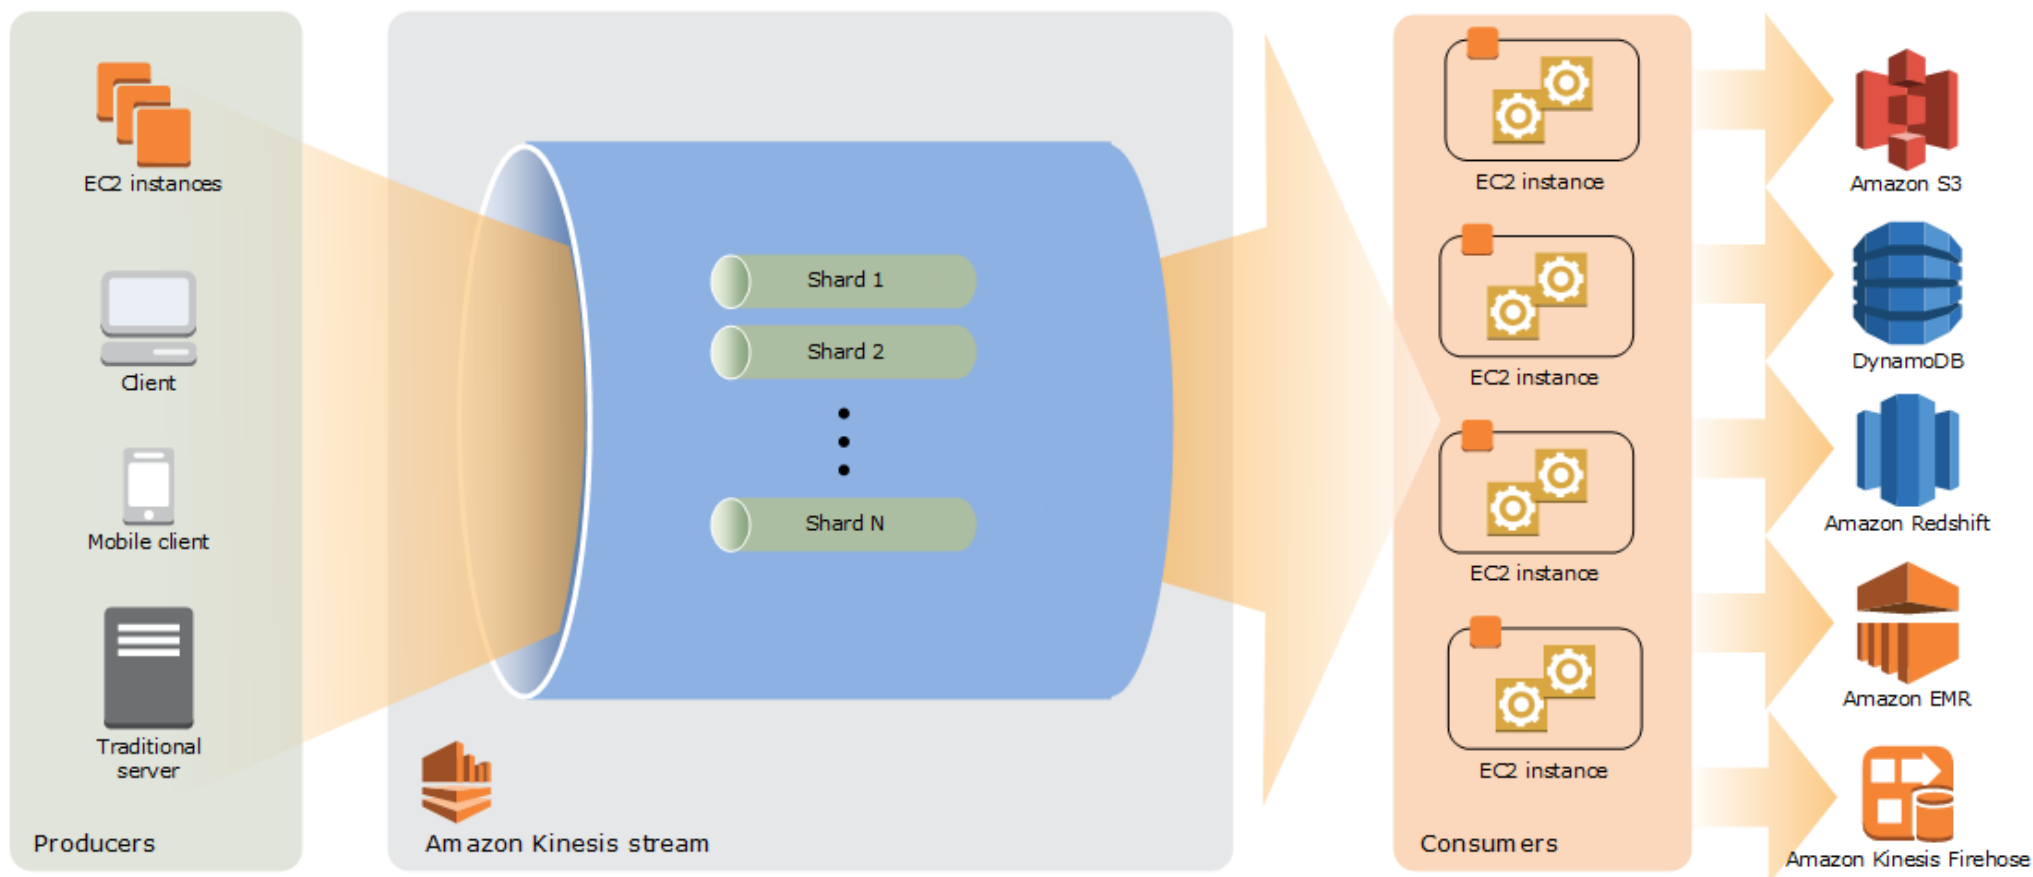 EC2 instances
Client
Mobile client
Traditional
server
Producers
Shard 1
Shard 2
Shard N
Amazon Kinesis stream
EC2 instance
EC2 instance
EC2 instance
EC2 instance
Consumers
Amazon S3
DynamoDB
Amazon Redshift
Amazon EMR
Amazon Kinesis Firehose